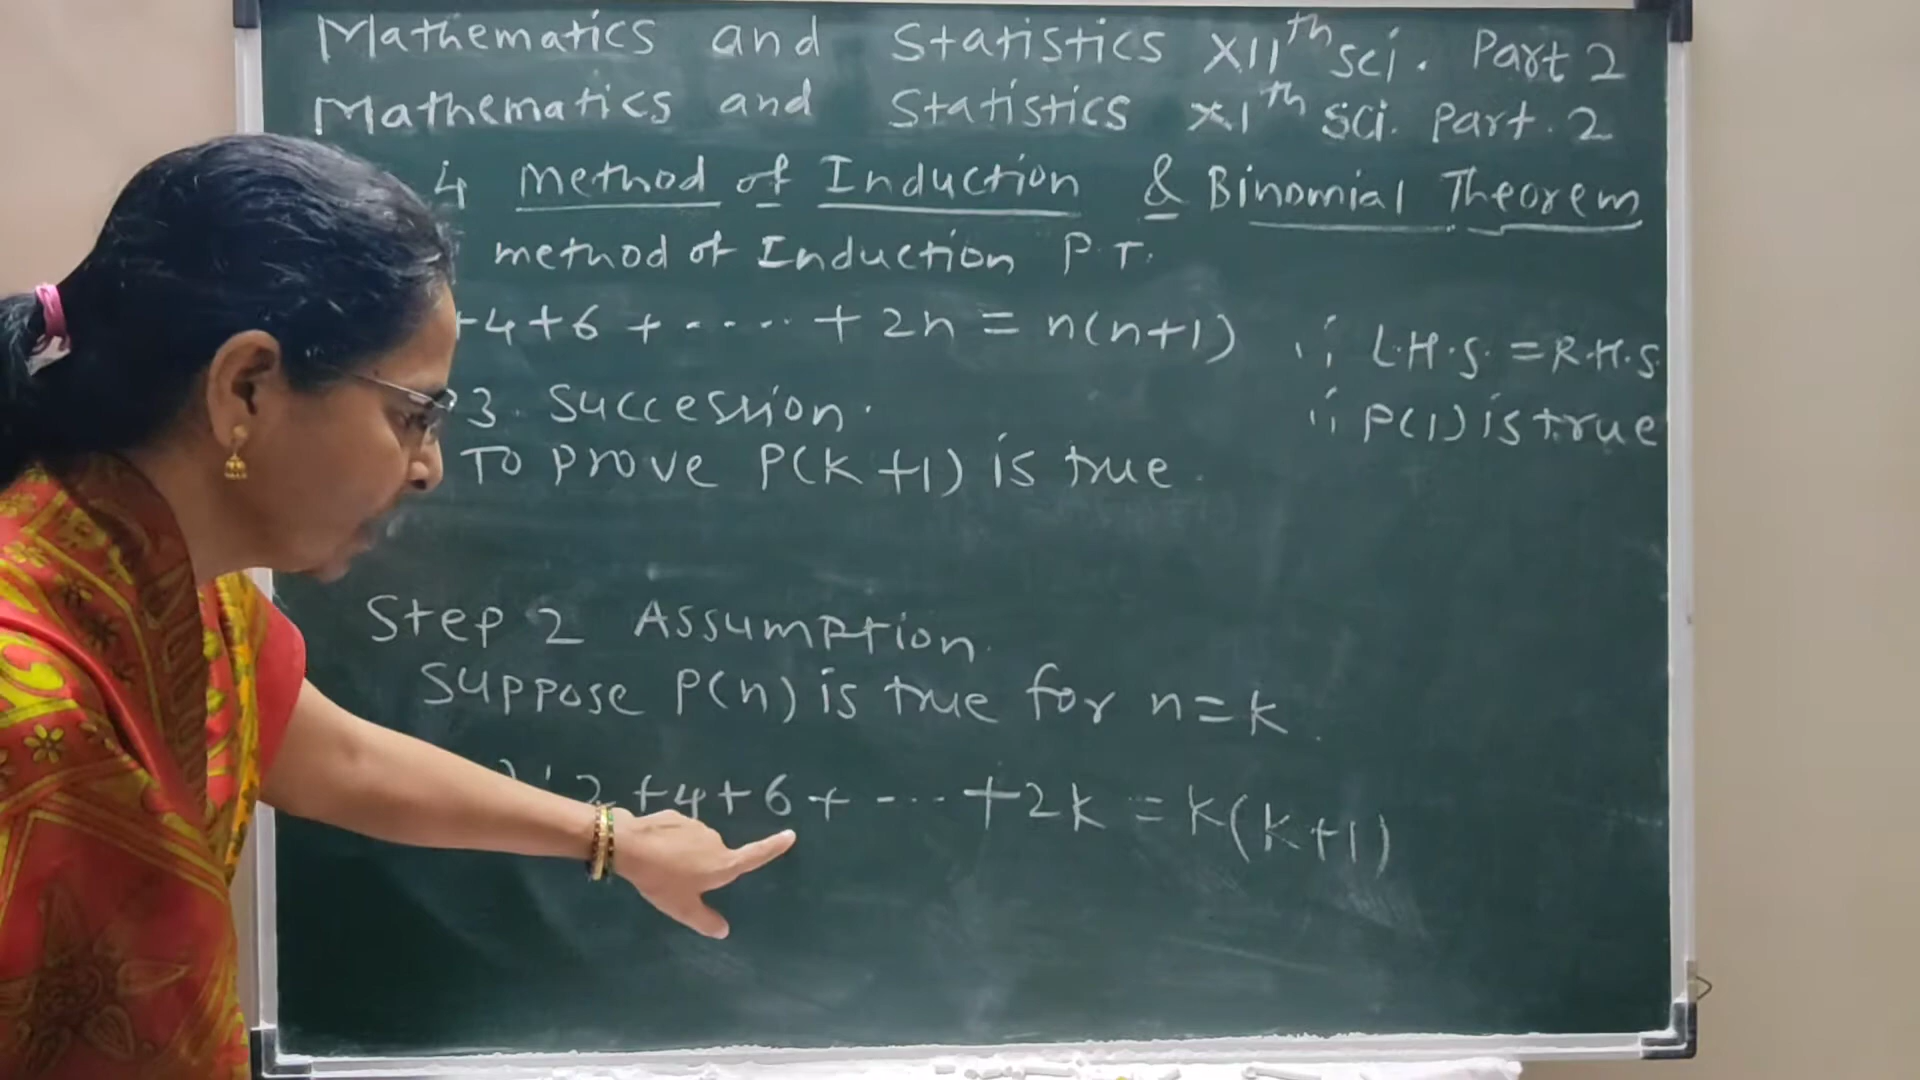 Mathematics and Statistics XIIth sci. Part 2
Mathematics and Statistics XIth sci. Part. 2
4 Method of Induction & Binomial Theorem
method of Induction P.T.
+4+6 + ---- + 2n = n(n+1)
∴ L.H.S. = R.H.S.
3. Succession.
∴ P(1) is true
To prove P(k+1) is true.
Step 2 Assumption.
Suppose P(n) is true for n=k.
2 +4+6+ --- +2k = k(k+1)